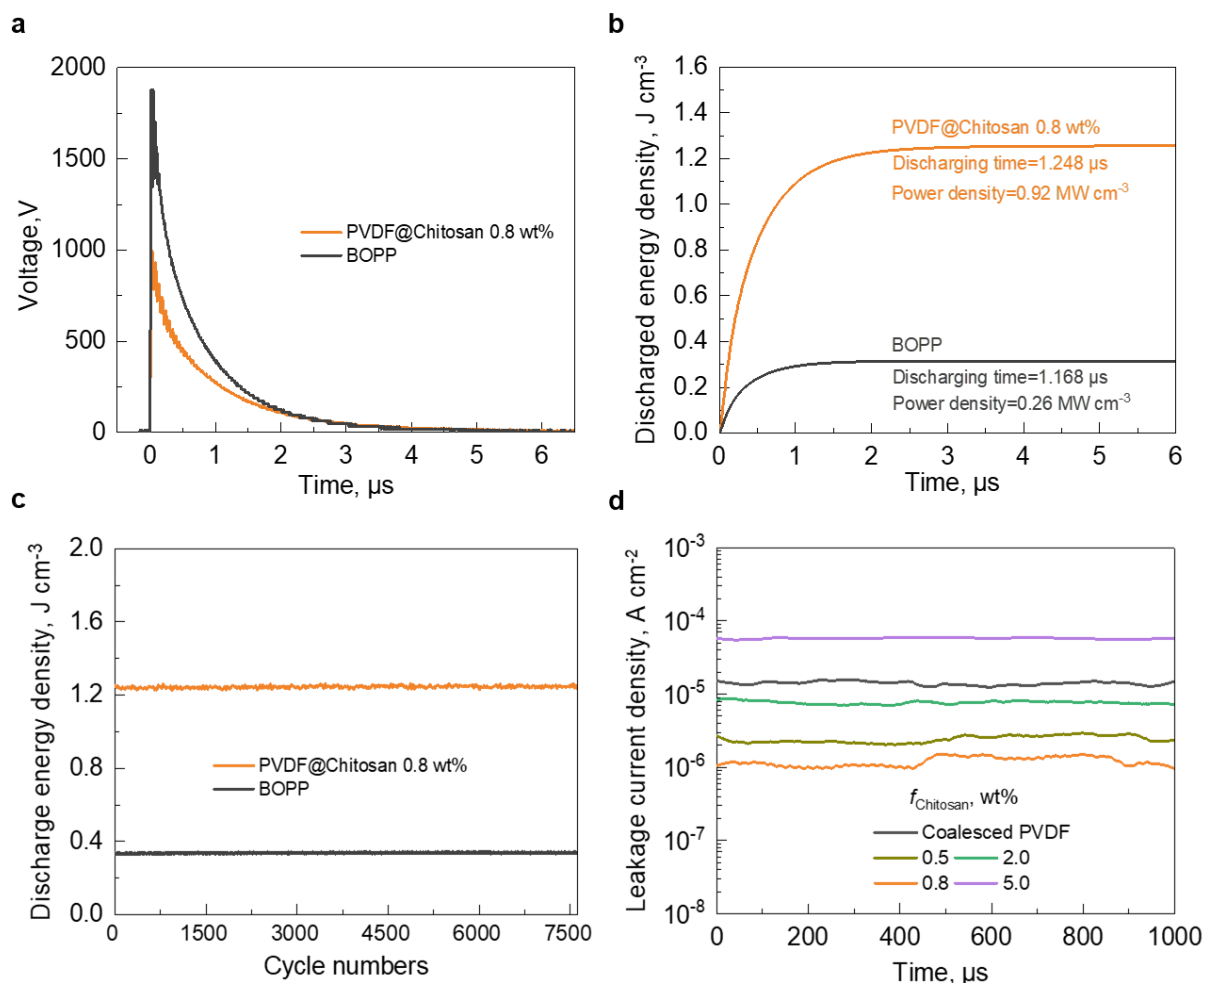 a
2000
1500
1000
500
0
Voltage,V
PVDF@Chitosan 0.8 wt%
BOPP
0 1 2 3 4 5 6
Time, µs
b
1.6
1.4
1.2
1.0
0.8
0.6
0.4
0.2
0.0
Discharged energy density, J cm⁻³
PVDF@Chitosan 0.8 wt%
Discharging time=1.248 µs
Power density=0.92 MW cm⁻³
BOPP
Discharging time=1.168 µs
Power density=0.26 MW cm⁻³
0 1 2 3 4 5 6
Time, µs
c
2.0
1.6
1.2
0.8
0.4
0.0
Discharge energy density, J cm⁻³
PVDF@Chitosan 0.8 wt%
BOPP
0 1500 3000 4500 6000 7500
Cycle numbers
d
10⁻³
10⁻⁴
10⁻⁵
10⁻⁶
10⁻⁷
10⁻⁸
Leakage current density, A cm⁻²
fChitosan, wt%
Coalesced PVDF
0.5 2.0
0.8 5.0
0 200 400 600 800 1000
Time, µs